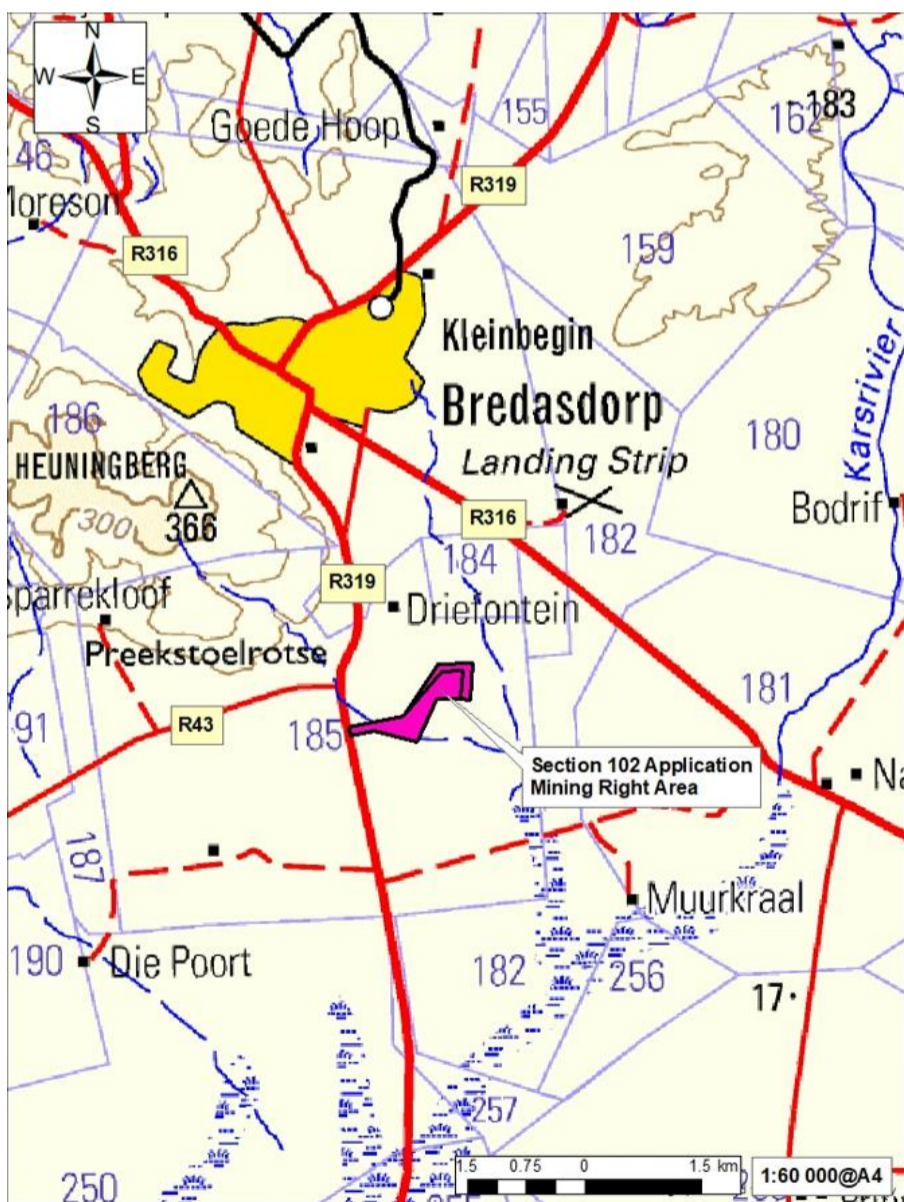 N
W E
S
155
183
162
Goede Hoop
46
R319
Moreson
R316
159
Kleinbegin
Bredasdorp
186
180
Karsrivier
HEUNINGBERG
Landing Strip
300
366
R316
Bodrif
182
184
R319
Sparrekloof
Driefontein
Preekstoelrotse
181
91
R43
185
Section 102 Application
Mining Right Area
Na
187
Muurkraal
190
Die Poort
182
256
17
257
250
1.5 0.75 0 1.5 km
1:60 000@A4